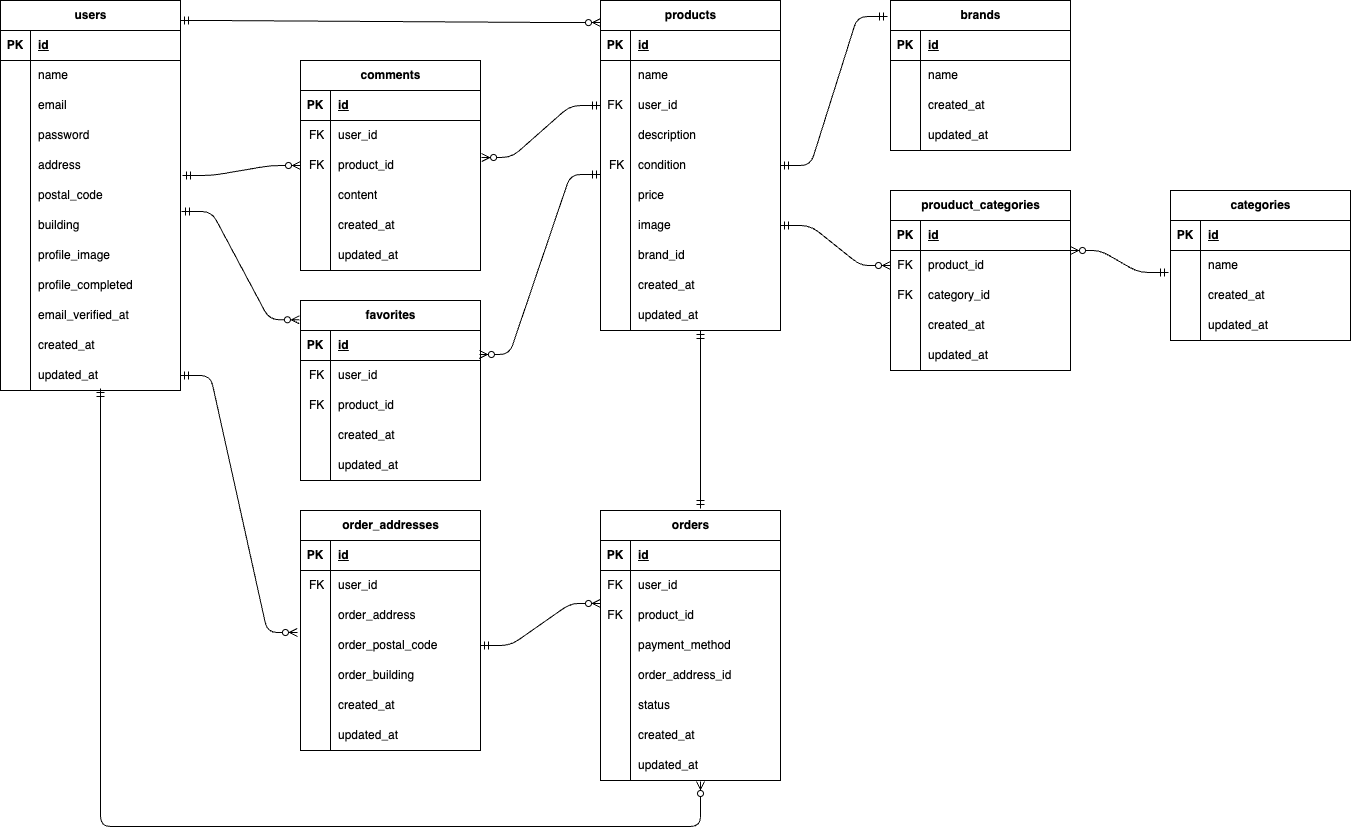 users
PK id
name
email
password
address
postal_code
building
profile_image
profile_completed
email_verified_at
created_at
updated_at
comments
PK id
FK user_id
FK product_id
content
created_at
updated_at
favorites
PK id
FK user_id
FK product_id
created_at
updated_at
order_addresses
PK id
FK user_id
order_address
order_postal_code
order_building
created_at
updated_at
products
PK id
name
FK user_id
description
FK condition
price
image
brand_id
created_at
updated_at
orders
PK id
FK user_id
FK product_id
payment_method
order_address_id
status
created_at
updated_at
brands
PK id
name
created_at
updated_at
prouduct_categories
PK id
FK product_id
FK category_id
created_at
updated_at
categories
PK id
name
created_at
updated_at